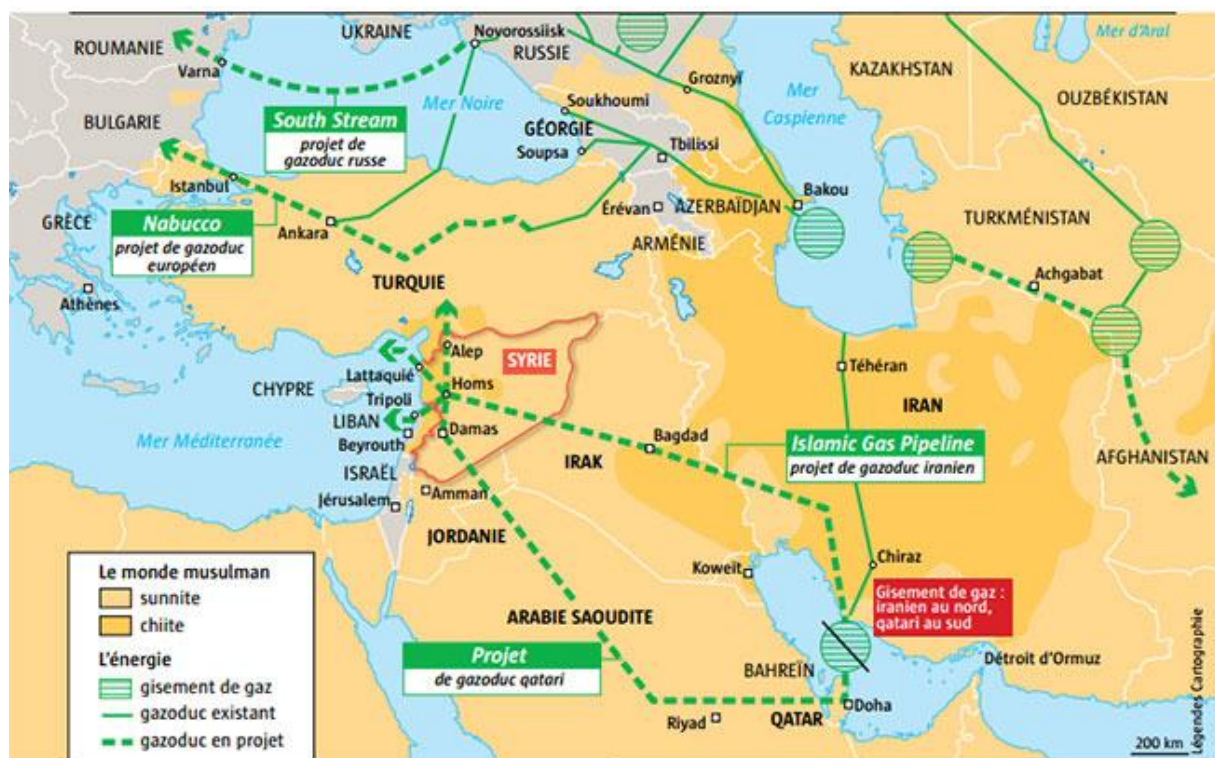 ROUMANIE
UKRAINE
Novorossiisk
RUSSIE
Mer d'Aral
KAZAKHSTAN
Varna
Groznyï
Mer
Caspienne
OUZBÉKISTAN
Mer Noire
Soukhoumi
BULGARIE
South Stream
projet de
gazoduc russe
GÉORGIE
Soupsa
Tbilissi
Istanbul
Bakou
Nabucco
projet de gazoduc
européen
GRÈCE
Ankara
Érévan
AZERBAÏDJAN
TURKMÉNISTAN
ARMÉNIE
Achgabat
Athènes
TURQUIE
Alep
SYRIE
Lattaquié
Téhéran
CHYPRE
Homs
Tripoli
IRAN
LIBAN
Mer Méditerranée
Beyrouth
Damas
Bagdad
Islamic Gas Pipeline
projet de gazoduc iranien
AFGHANISTAN
ISRAËL
IRAK
Jérusalem
Amman
JORDANIE
Koweit
Chiraz
Gisement de gaz :
iranien au nord,
qatari au sud
ARABIE SAOUDITE
Projet
de gazoduc qatari
BAHREÏN
Détroit d'Ormuz
Riyad
QATAR
Doha
Le monde musulman
sunnite
chiite
L'énergie
gisement de gaz
gazoduc existant
gazoduc en projet
200 km
Légendes Cartographie